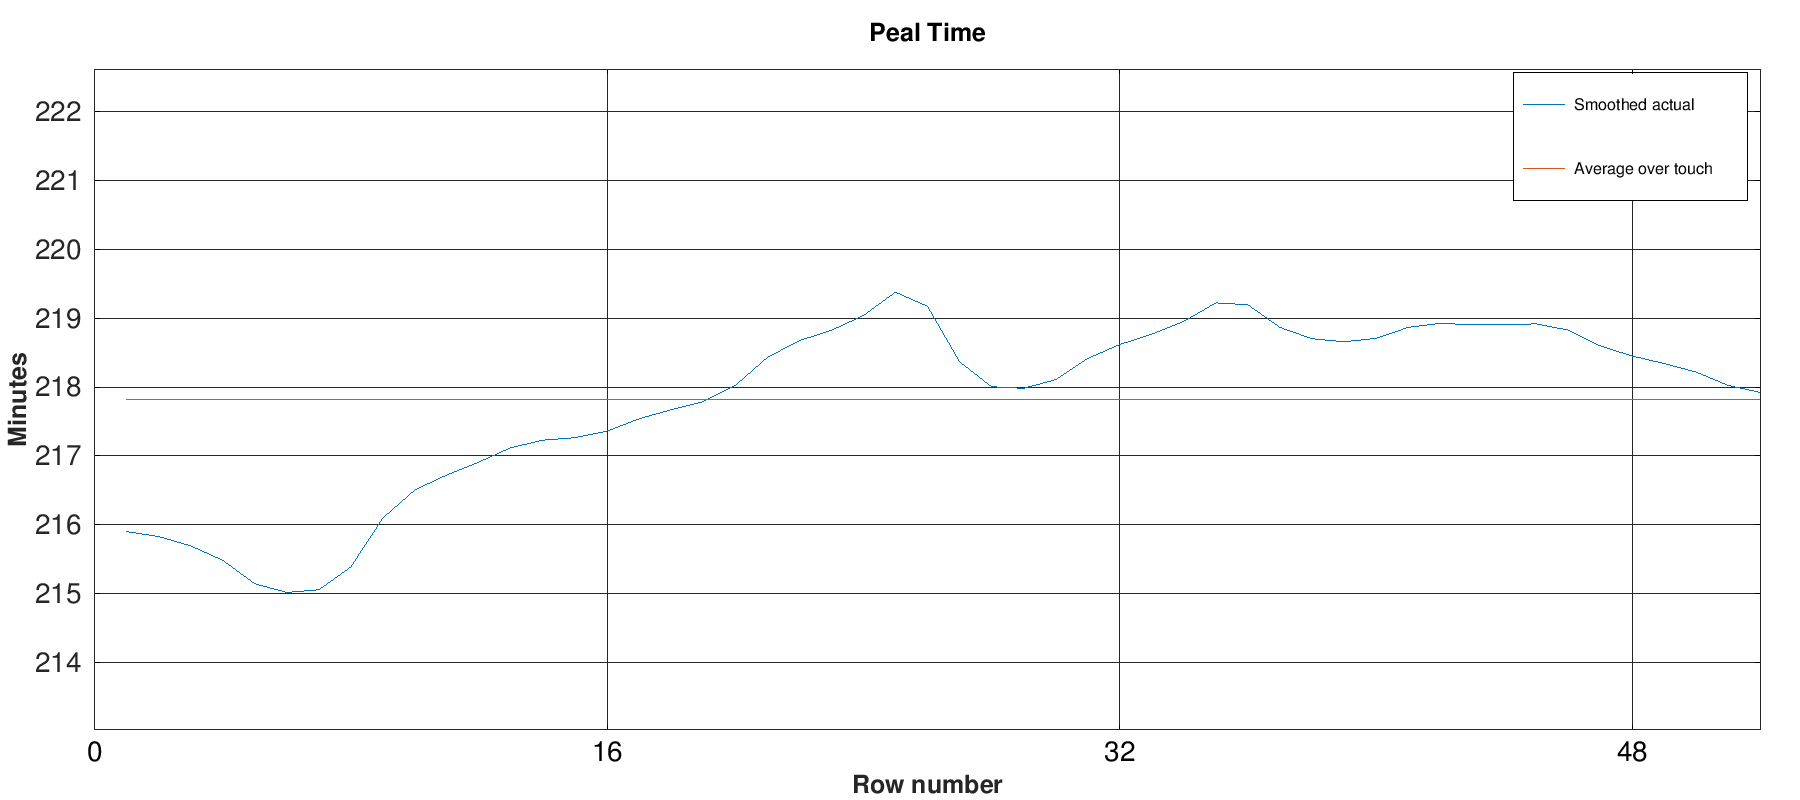 Peal Time
Smoothed actual
Average over touch
222
221
220
219
218
217
216
215
214
Minutes
0 16 32 48
Row number